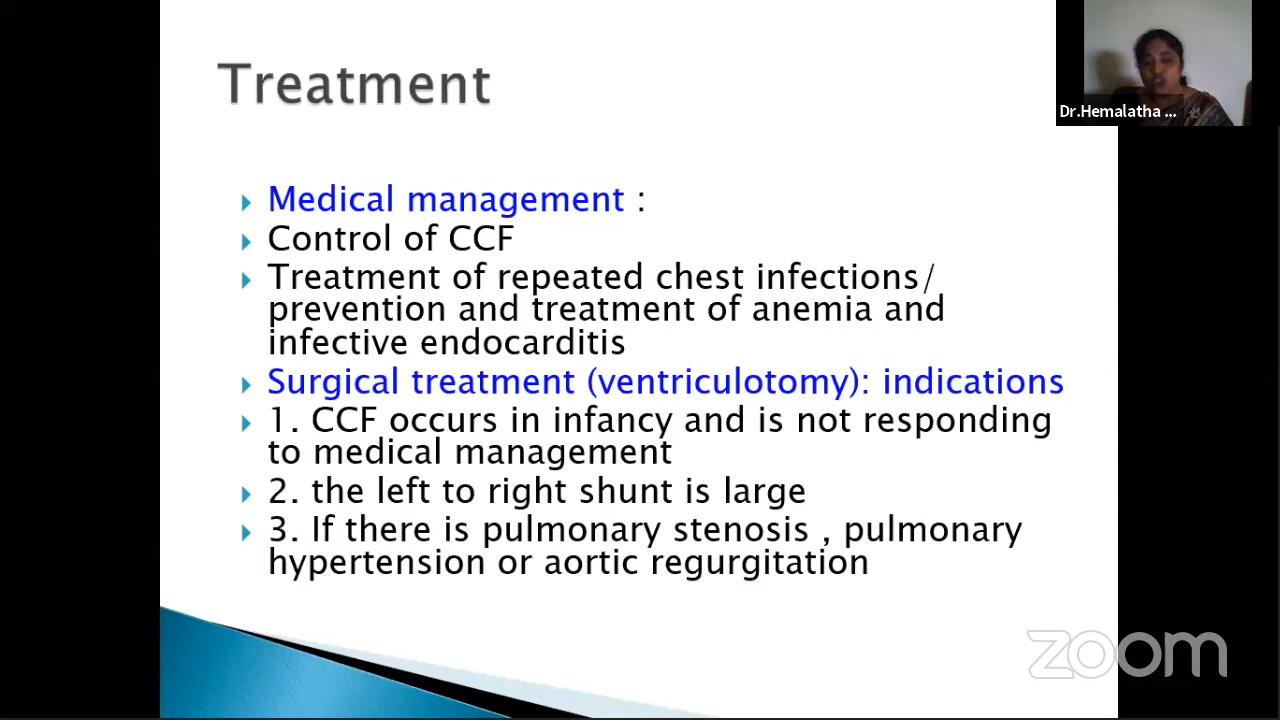 Treatment
Dr.Hemalatha ...
Medical management :
Control of CCF
Treatment of repeated chest infections/
prevention and treatment of anemia and
infective endocarditis
Surgical treatment (ventriculotomy): indications
1. CCF occurs in infancy and is not responding
to medical management
2. the left to right shunt is large
3. If there is pulmonary stenosis , pulmonary
hypertension or aortic regurgitation
zoom